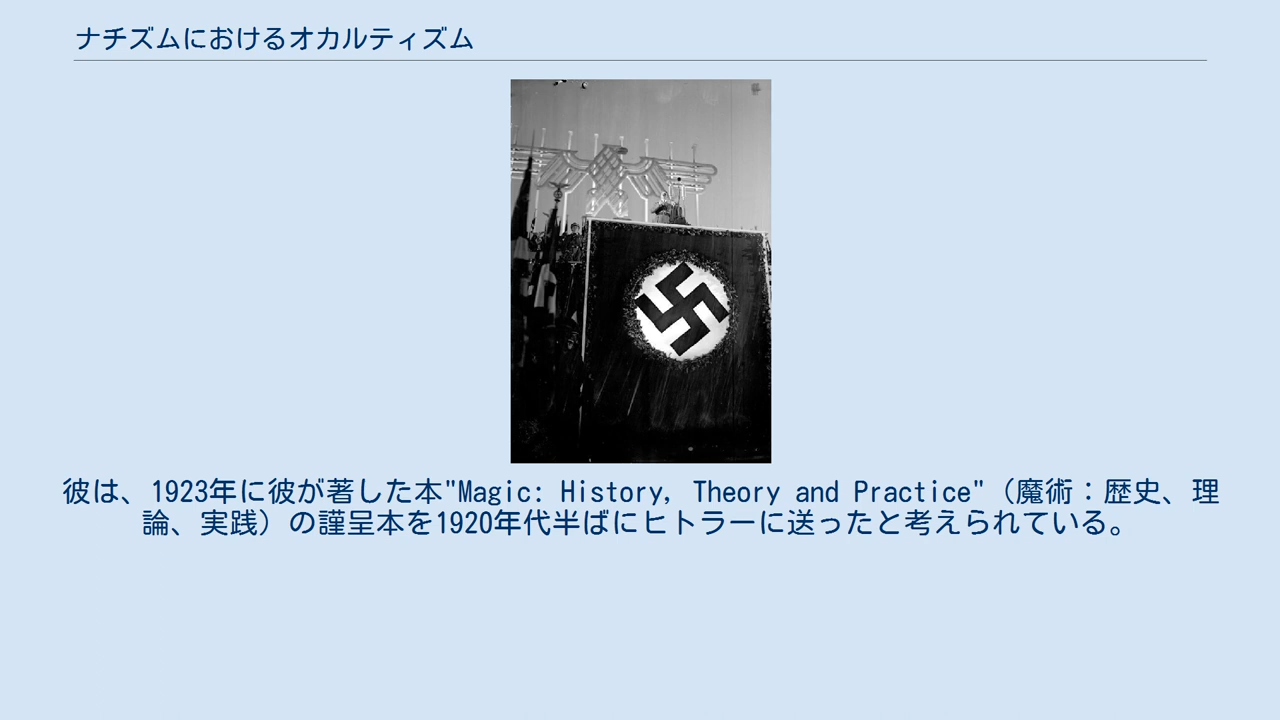 ナチズムにおけるオカルティズム
彼は、1923年に彼が著した本"Magic: History, Theory and Practice"（魔術：歴史、理
論、実践）の謹呈本を1920年代半ばにヒトラーに送ったと考えられている。